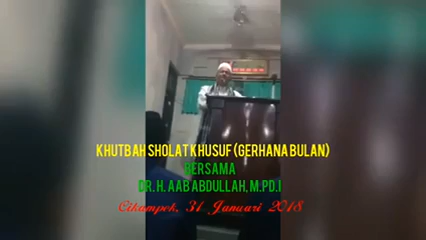 KHUTBAH SHOLAT KHUSUF (GERHANA BULAN)
BERSAMA
DR. H. AAB ABDULLAH, M.PD.I
Cikampek, 31 Januari 2018